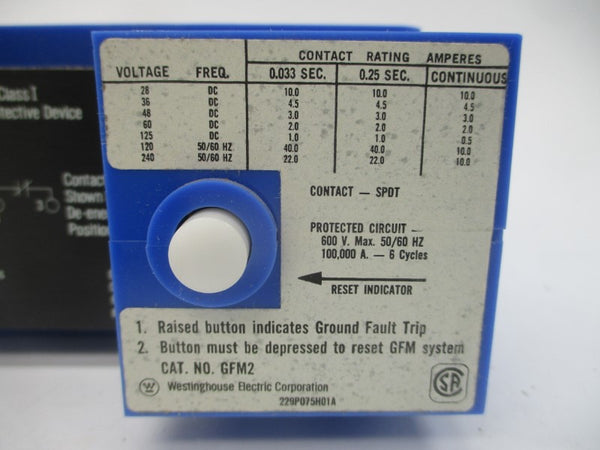 CONTACT RATING AMPERES
VOLTAGE FREQ. 0.033 SEC. 0.25 SEC. CONTINUOUS
28 DC 10.0 10.0 10.0
36 DC 4.5 4.5 4.5
48 DC 3.0 3.0 3.0
60 DC 2.0 2.0 2.0
125 DC 1.0 1.0 0.5
120 50/60 HZ 40.0 40.0 10.0
240 50/60 HZ 22.0 22.0 10.0
Class I
Device
Contac
Shown
De-ene
Positio
3
CONTACT — SPDT
PROTECTED CIRCUIT —
600 V. Max. 50/60 HZ
100,000 A. — 6 Cycles
RESET INDICATOR
1. Raised button indicates Ground Fault Trip
2. Button must be depressed to reset GFM system
CAT. NO. GFM2
W Westinghouse Electric Corporation
229P075H01A
SA